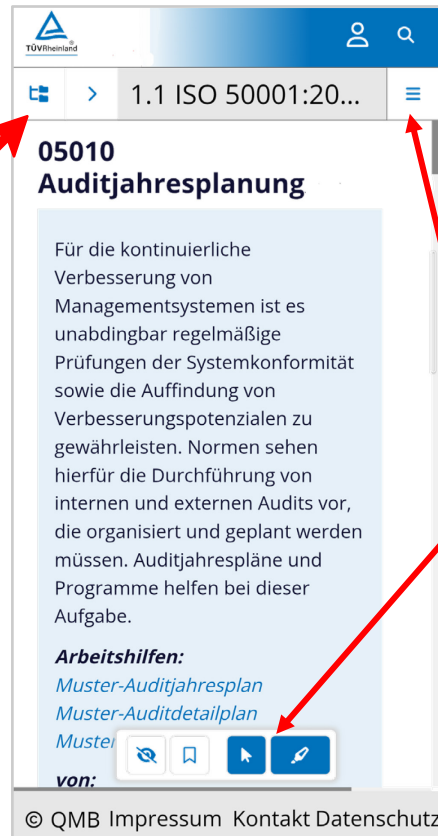 TÜVRheinland
1.1 ISO 50001:20...
05010
Auditjahresplanung
Für die kontinuierliche
Verbesserung von
Managementsystemen ist es
unabdingbar regelmäßige
Prüfungen der Systemkonformität
sowie die Auffindung von
Verbesserungspotenzialen zu
gewährleisten. Normen sehen
hierfür die Durchführung von
internen und externen Audits vor,
die organisiert und geplant werden
müssen. Auditjahrespläne und
Programme helfen bei dieser
Aufgabe.
Arbeitshilfen:
Muster-Auditjahresplan
Muster-Auditdetailplan
Muster
von:
© QMB Impressum Kontakt Datenschutz